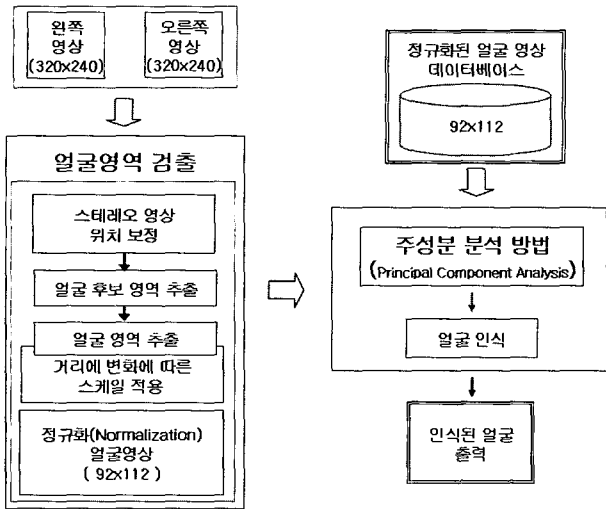 왼쪽
영상
(320x240)
오른쪽
영상
(320x240)
얼굴영역 검출
스테레오 영상
위치 보정
얼굴 후보 영역 추출
얼굴 영역 추출
거리에 변화에 따른
스케일 적용
정규화(Normalization)
얼굴영상
( 92x112 )
정규화된 얼굴 영상
데이터베이스
92x112
주성분 분석 방법
(Principal Component Analysis)
얼굴 인식
인식된 얼굴
출력